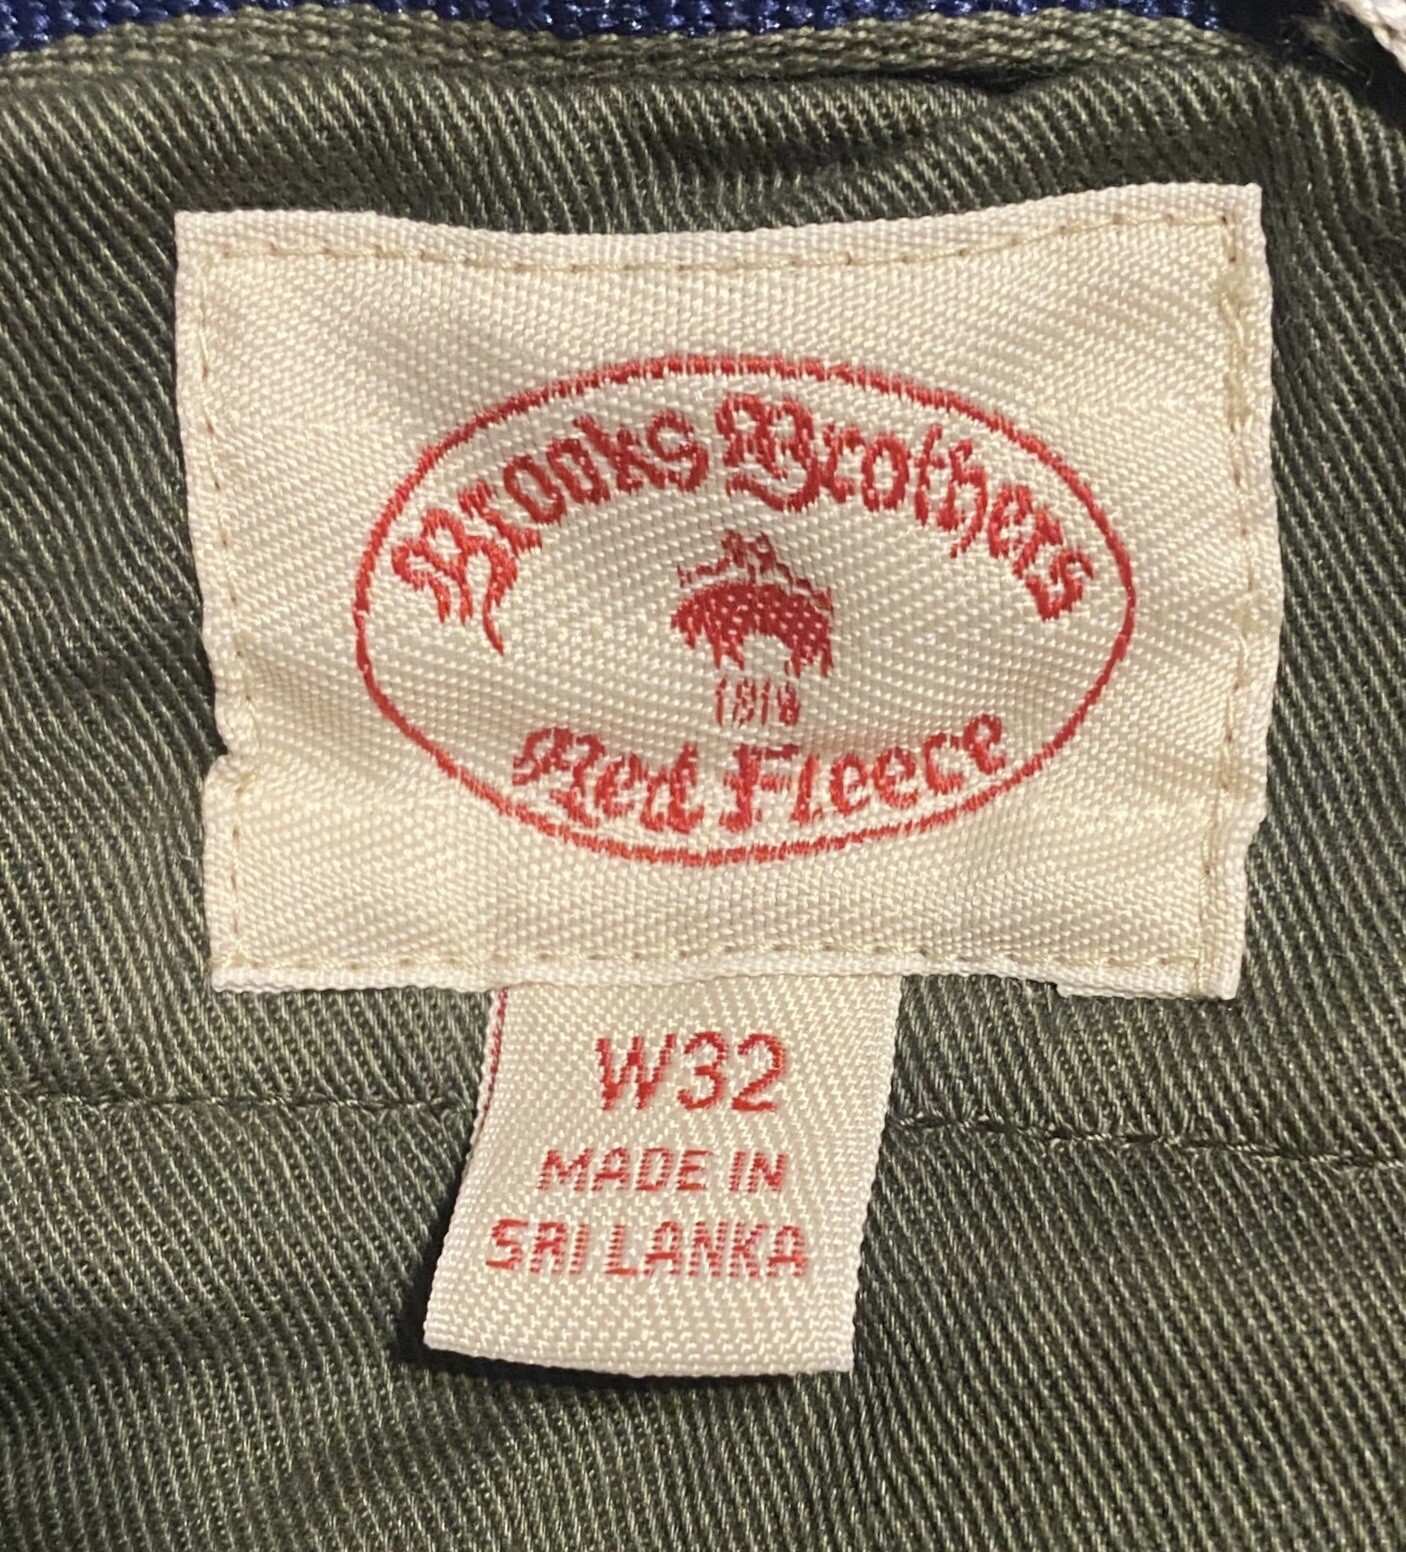 Brooks Brothers
1818
Red Fleece
W32
MADE IN
SRI LANKA